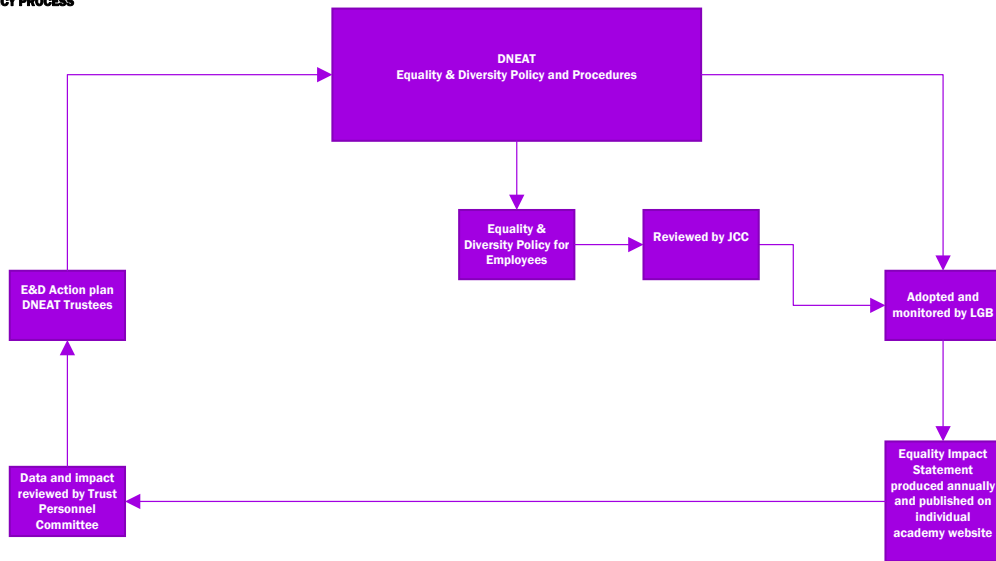 CY PROCESS
DNEAT
Equality & Diversity Policy and Procedures
Equality &
Diversity Policy for
Employees
Reviewed by JCC
E&D Action plan
DNEAT Trustees
Adopted and
monitored by LGB
Equality Impact
Statement
produced annually
and published on
individual
academy website
Data and impact
reviewed by Trust
Personnel
Committee